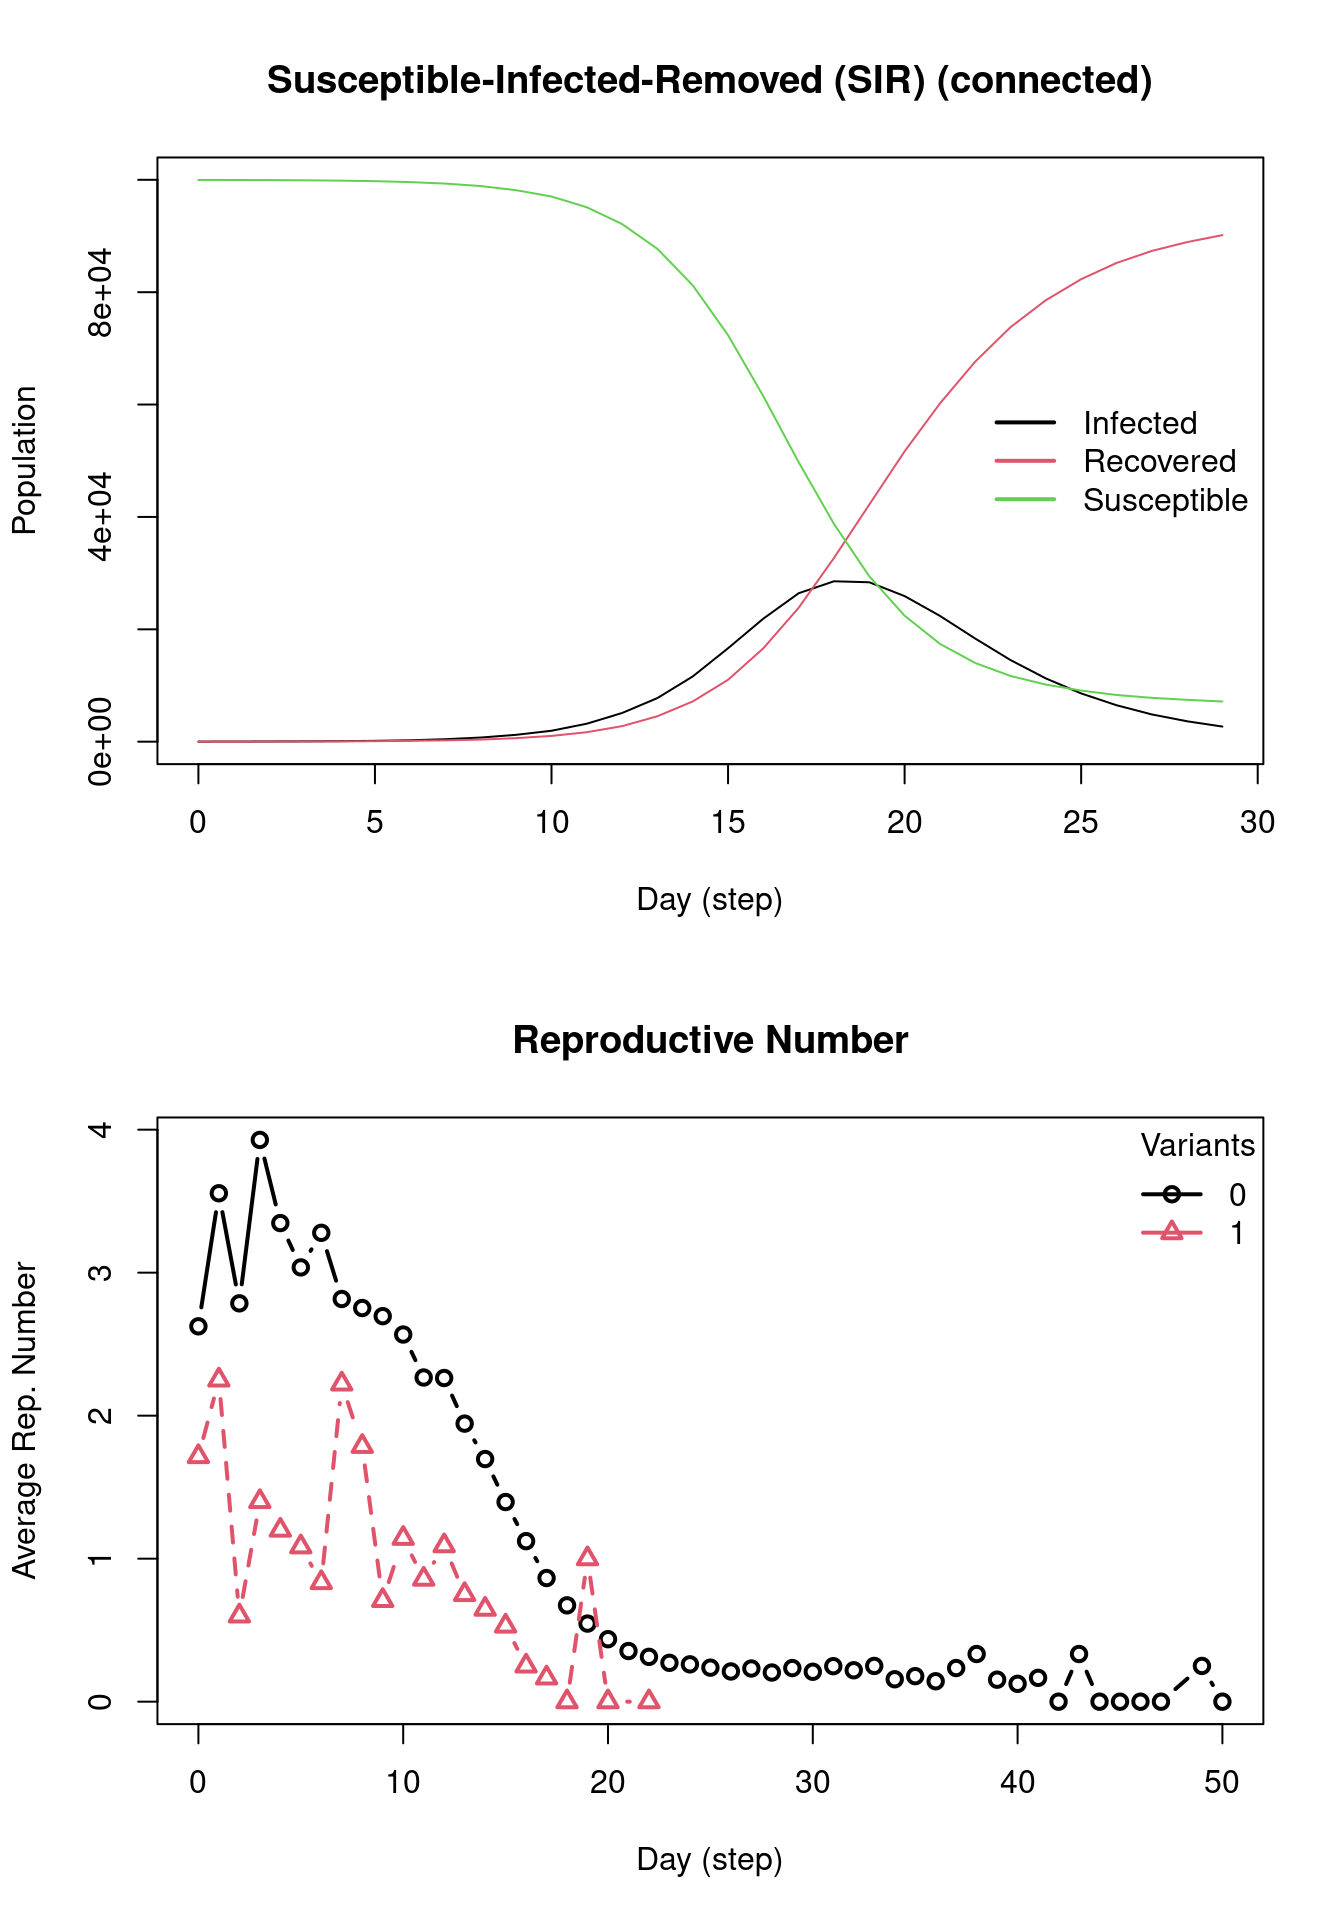 Susceptible-Infected-Removed (SIR) (connected)
Population
8e+04
4e+04
0e+00
Infected
Recovered
Susceptible
0 5 10 15 20 25 30
Day (step)
Reproductive Number
Average Rep. Number
4
3
2
1
0
Variants
0
1
0 10 20 30 40 50
Day (step)